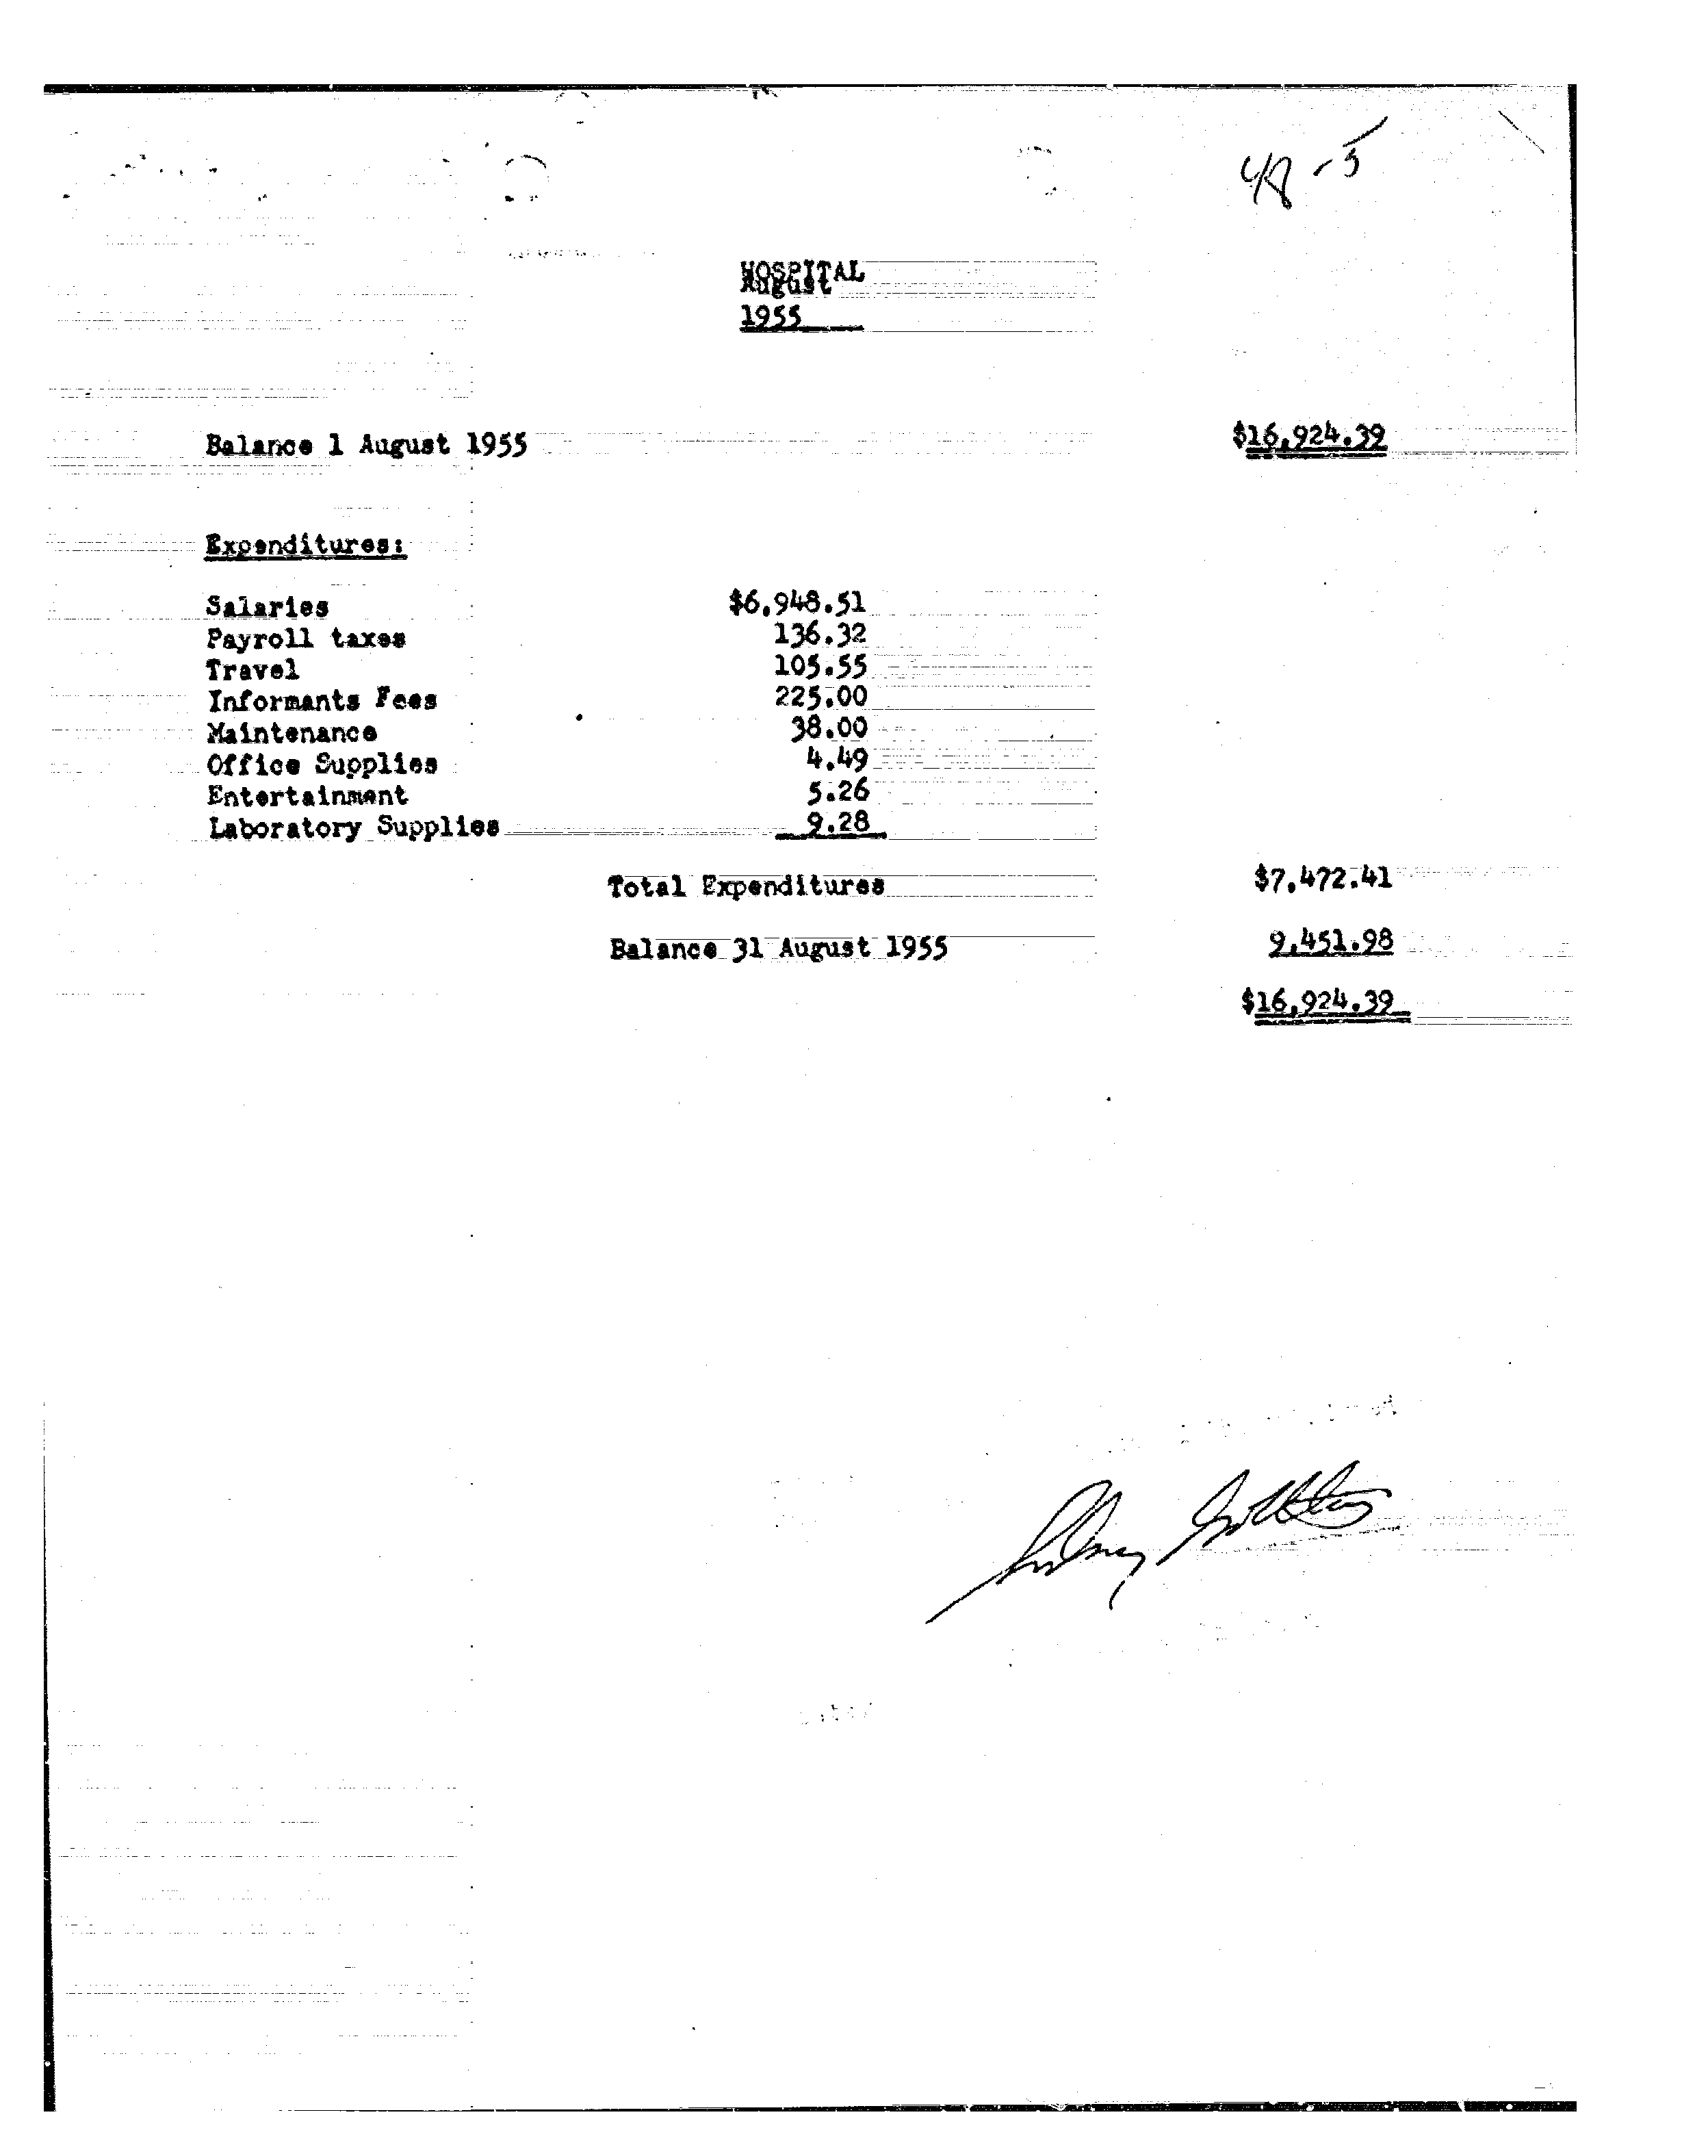 48-5
HOSPITAL
August
1955
Balance 1 August 1955 $16,924.39
Expenditures:
Salaries $6,948.51
Payroll taxes 136.32
Travel 105.55
Informants Fees 225.00
Maintenance 38.00
Office Supplies 4.49
Entertainment 5.26
Laboratory Supplies 9.28
Total Expenditures $7,472.41
Balance 31 August 1955 9,451.98
$16,924.39
Sidney Gottlieb